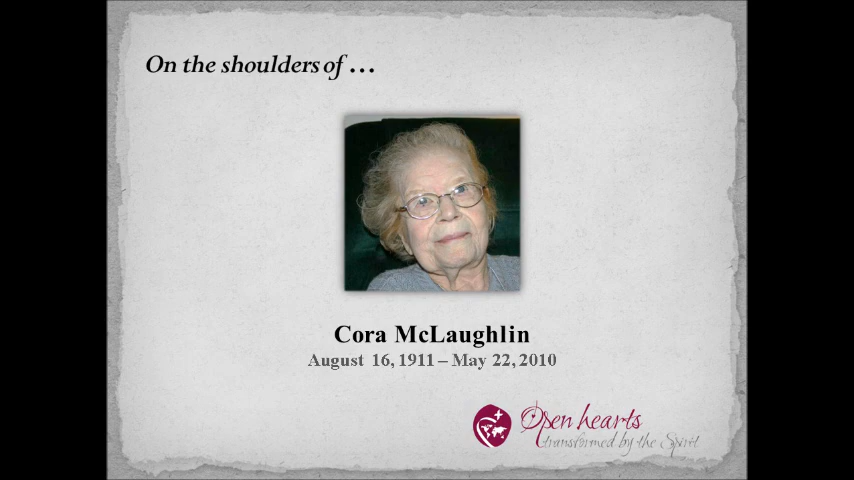 On the shoulders of ...
Cora McLaughlin
August 16, 1911 – May 22, 2010
Open hearts
transformed by the Spirit